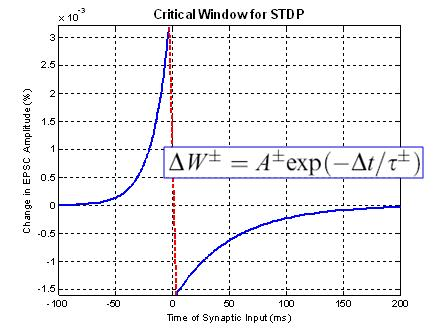 Critical Window for STDP
x 10⁻³
3
2.5
2
1.5
1
0.5
0
-0.5
-1
-1.5
Change in EPSC Amplitude (%)
ΔW± = A±exp(−Δt/τ±)
-100 -50 0 50 100 150 200
Time of Synaptic Input (ms)